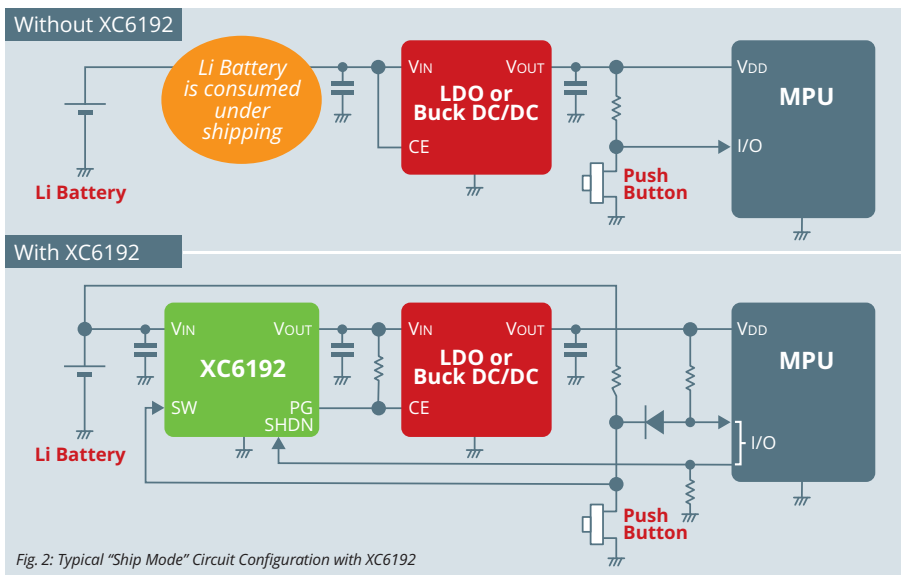 Without XC6192
Li Battery
is consumed
under
shipping
Li Battery
VIN
VOUT
LDO or
Buck DC/DC
CE
Push
Button
VDD
MPU
I/O
With XC6192
Li Battery
VIN
VOUT
XC6192
SW
PG
SHDN
VIN
VOUT
LDO or
Buck DC/DC
CE
Push
Button
VDD
MPU
I/O
Fig. 2: Typical “Ship Mode” Circuit Configuration with XC6192